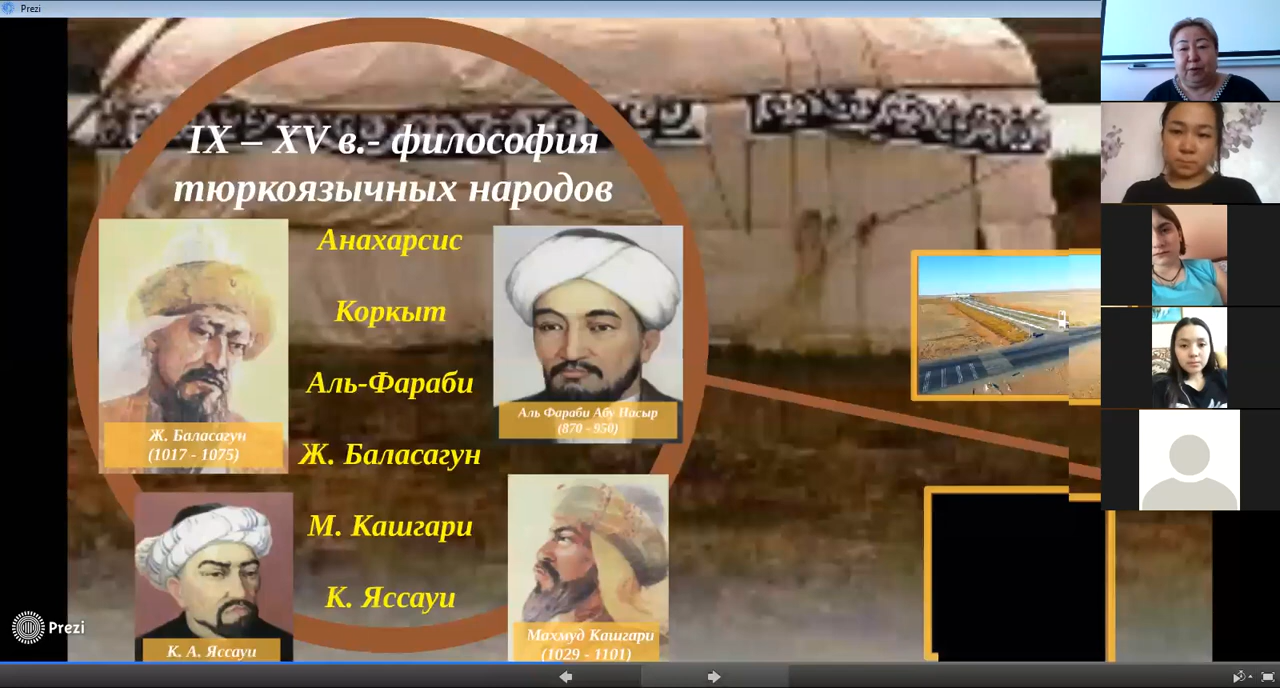 Prezi
IX – XV в.- философия
тюркоязычных народов
Анахарсис
Коркыт
Аль-Фараби
Ж. Баласагун
М. Кашгари
К. Яссауи
Ж. Баласагун
(1017 - 1075)
Аль Фараби Абу Насыр
(870 - 950)
К. А. Яссауи
Махмуд Кашгари
(1029 - 1101)
Prezi